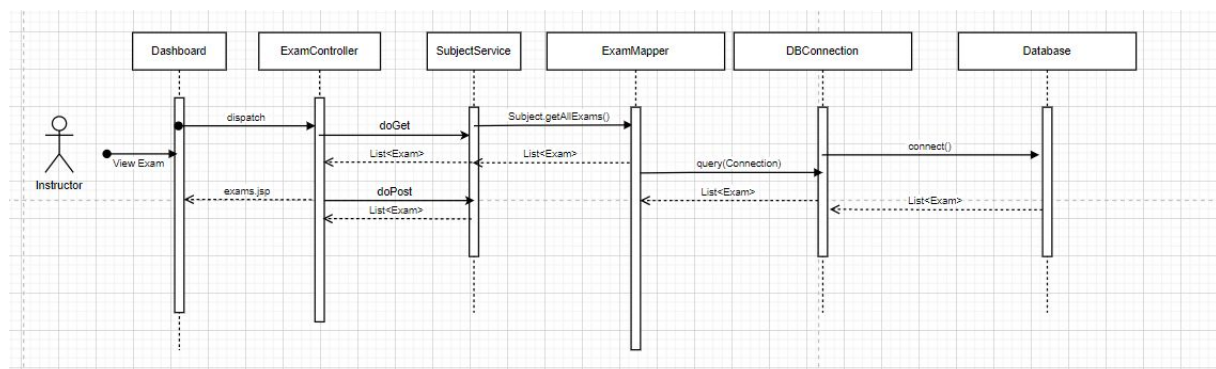 Dashboard
ExamController
SubjectService
ExamMapper
DBConnection
Database
dispatch
doGet
Subject.getAllExams()
connect()
View Exam
List<Exam>
List<Exam>
query(Connection)
Instructor
exams.jsp
doPost
List<Exam>
List<Exam>
List<Exam>